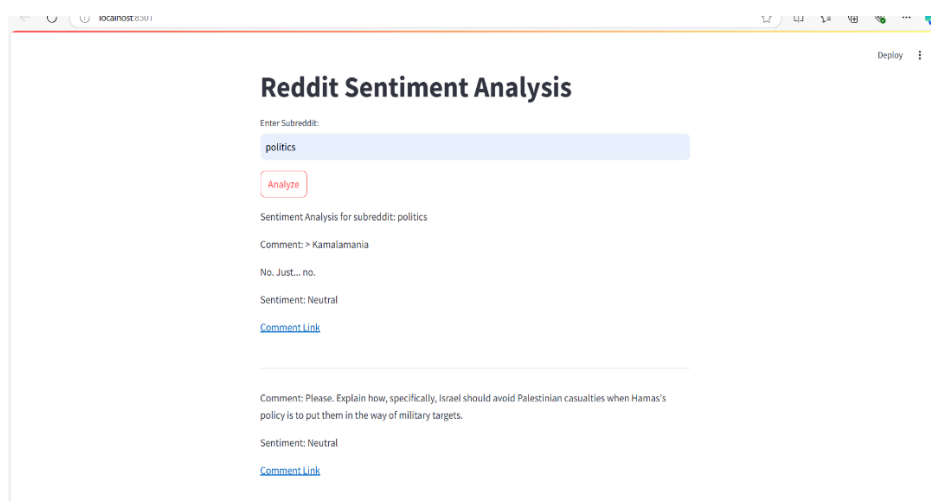 localhost:8501
Deploy
Reddit Sentiment Analysis
Enter Subreddit:
politics
Analyze
Sentiment Analysis for subreddit: politics
Comment: > Kamalamania
No. Just... no.
Sentiment: Neutral
Comment Link
Comment: Please. Explain how, specifically, Israel should avoid Palestinian casualties when Hamas's
policy is to put them in the way of military targets.
Sentiment: Neutral
Comment Link